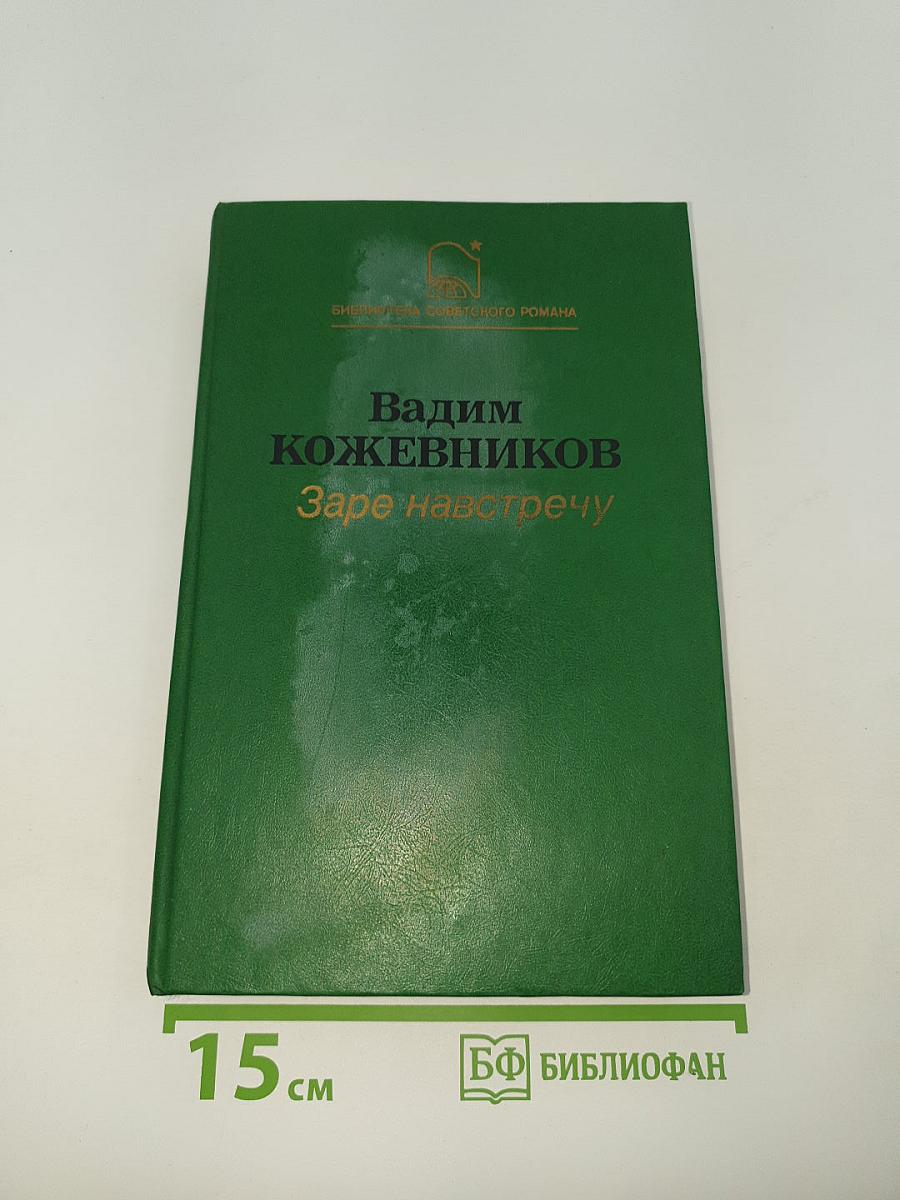 БИБЛИОТЕКА СОВЕТСКОГО РОМАНА
Вадим
КОЖЕВНИКОВ
Заре навстречу
15 см
БФ БИБЛИОФАН